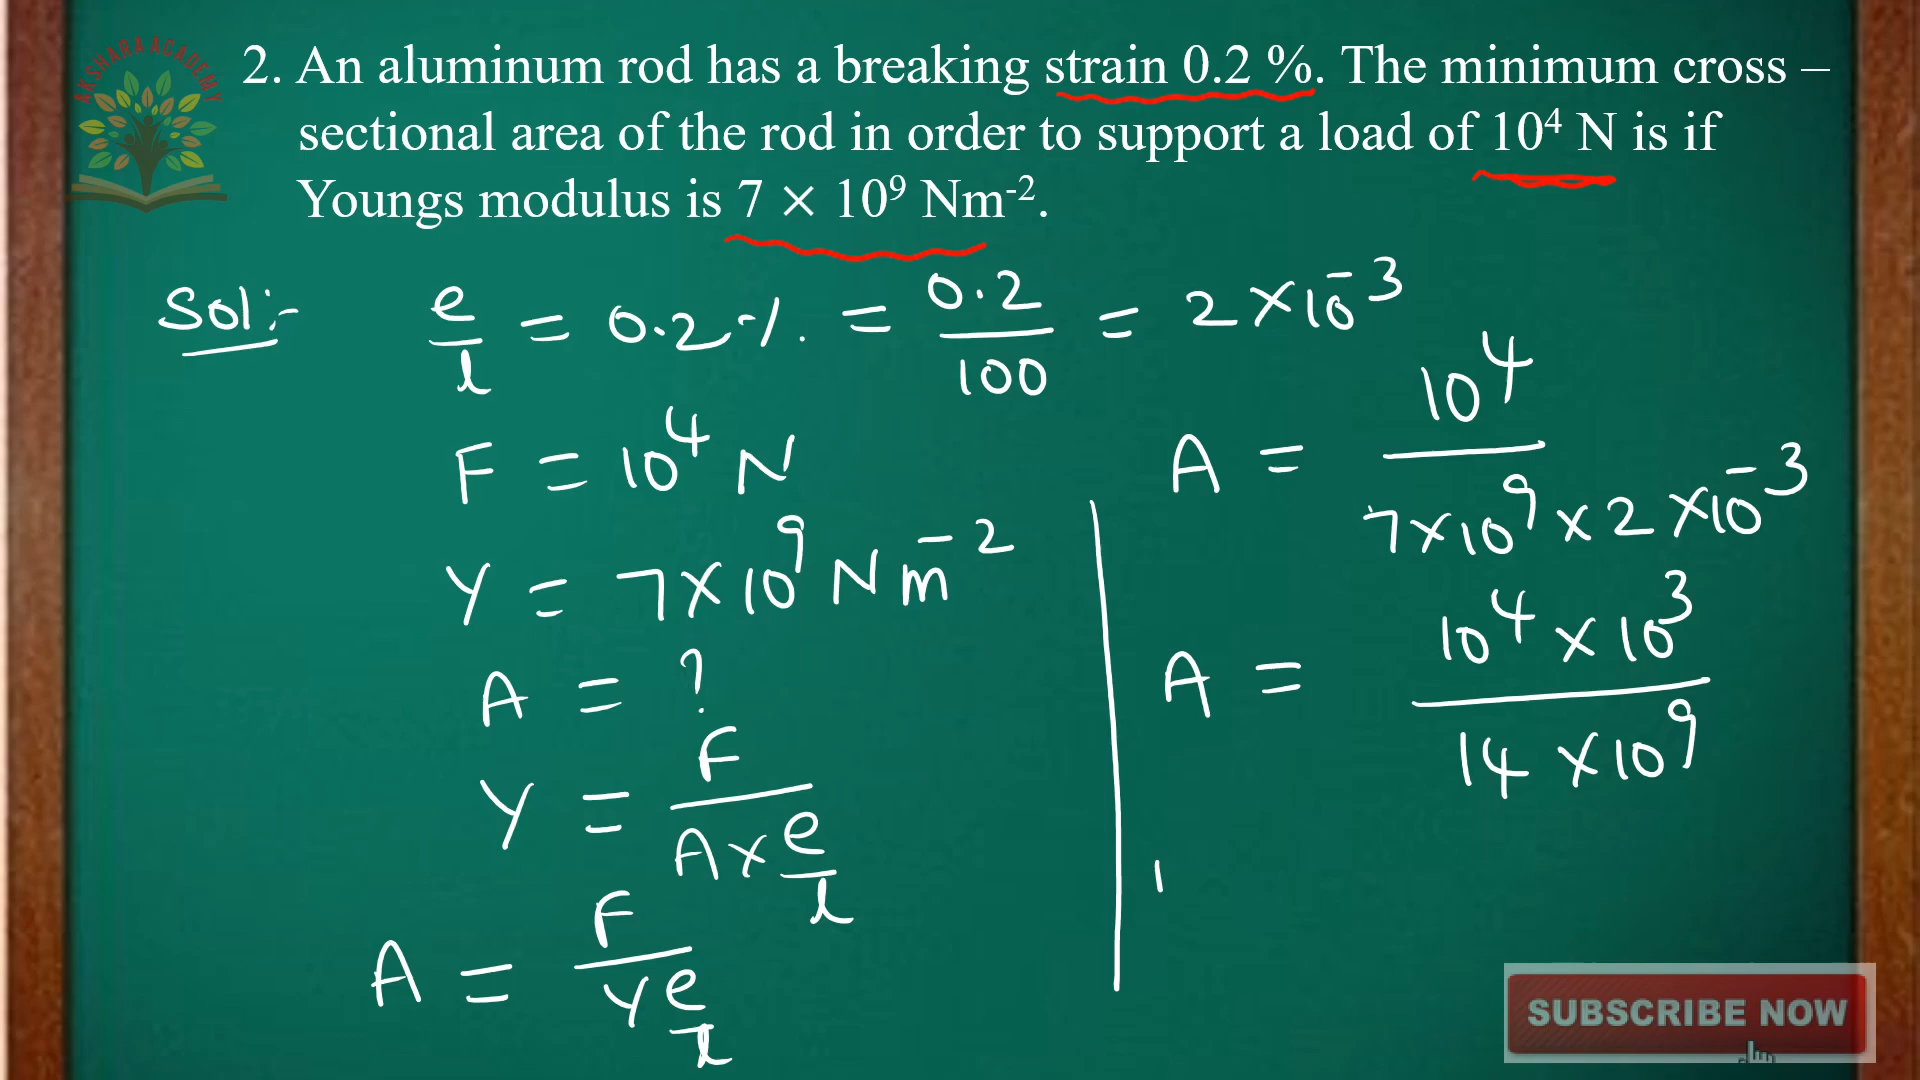 AKSHARA ACADEMY
2. An aluminum rod has a breaking strain 0.2 %. The minimum cross –
sectional area of the rod in order to support a load of 10⁴ N is if
Youngs modulus is 7 × 10⁹ Nm⁻².
Sol:-
e/l = 0.2 % = 0.2/100 = 2 × 10⁻³
F = 10⁴ N
Y = 7 × 10⁹ N m⁻²
A = ?
Y = F/(A × e/l)
A = F/(Y e/l)
A = 10⁴/(7 × 10⁹ × 2 × 10⁻³)
A = (10⁴ × 10³)/(14 × 10⁹)
SUBSCRIBE NOW